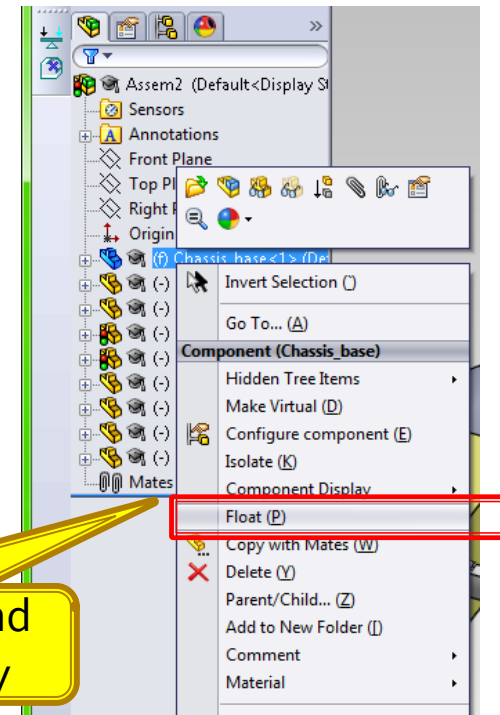 »
Assem2 (Default<Display S
Sensors
A Annotations
Front Plane
Top Pl
Right P
Origin
(f) Chassis_base<1> (De
(-)
(-)
(-)
(-)
(-)
(-)
(-)
(-)
Mates
Invert Selection (')
Go To... (A)
Component (Chassis_base)
Hidden Tree Items
Make Virtual (D)
Configure component (E)
Isolate (K)
Component Display
Float (P)
Copy with Mates (W)
Delete (Y)
Parent/Child... (Z)
Add to New Folder ([)
Comment
Material
nd
y